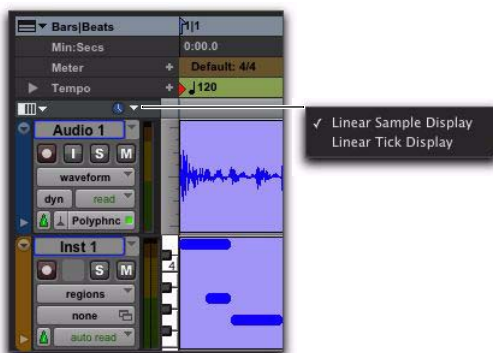 Bars|Beats 1|1
Min:Secs 0:00.0
Meter + Default: 4/4
Tempo + 120
✓ Linear Sample Display
Linear Tick Display
Audio 1
I S M
waveform
dyn read
Polyphnc
Inst 1
S M
4
regions
none
auto read